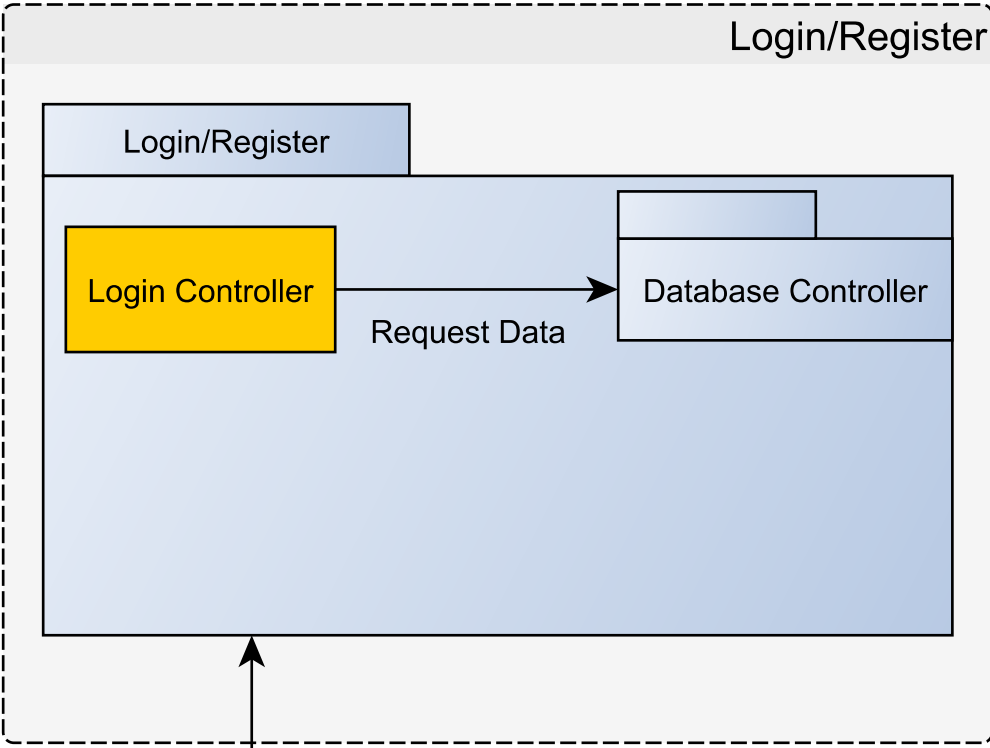 Login/Register
Login/Register
Login Controller
Database Controller
Request Data